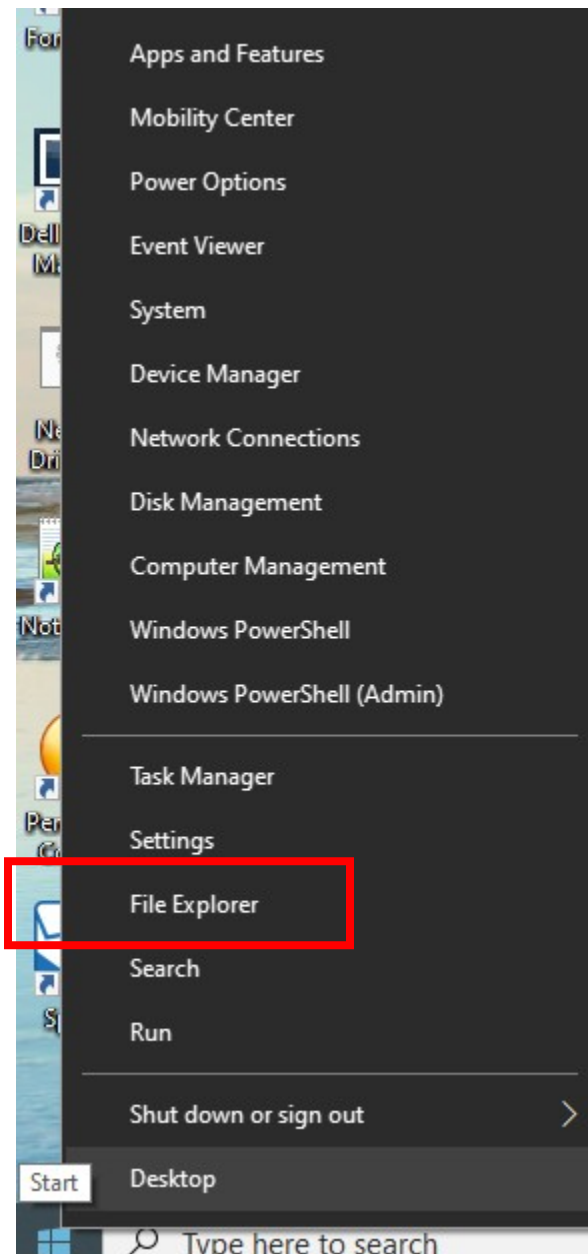 Apps and Features
Mobility Center
Power Options
Event Viewer
System
Device Manager
Network Connections
Disk Management
Computer Management
Windows PowerShell
Windows PowerShell (Admin)
Task Manager
Settings
File Explorer
Search
Run
Shut down or sign out
Desktop
Start
Type here to search
Dell